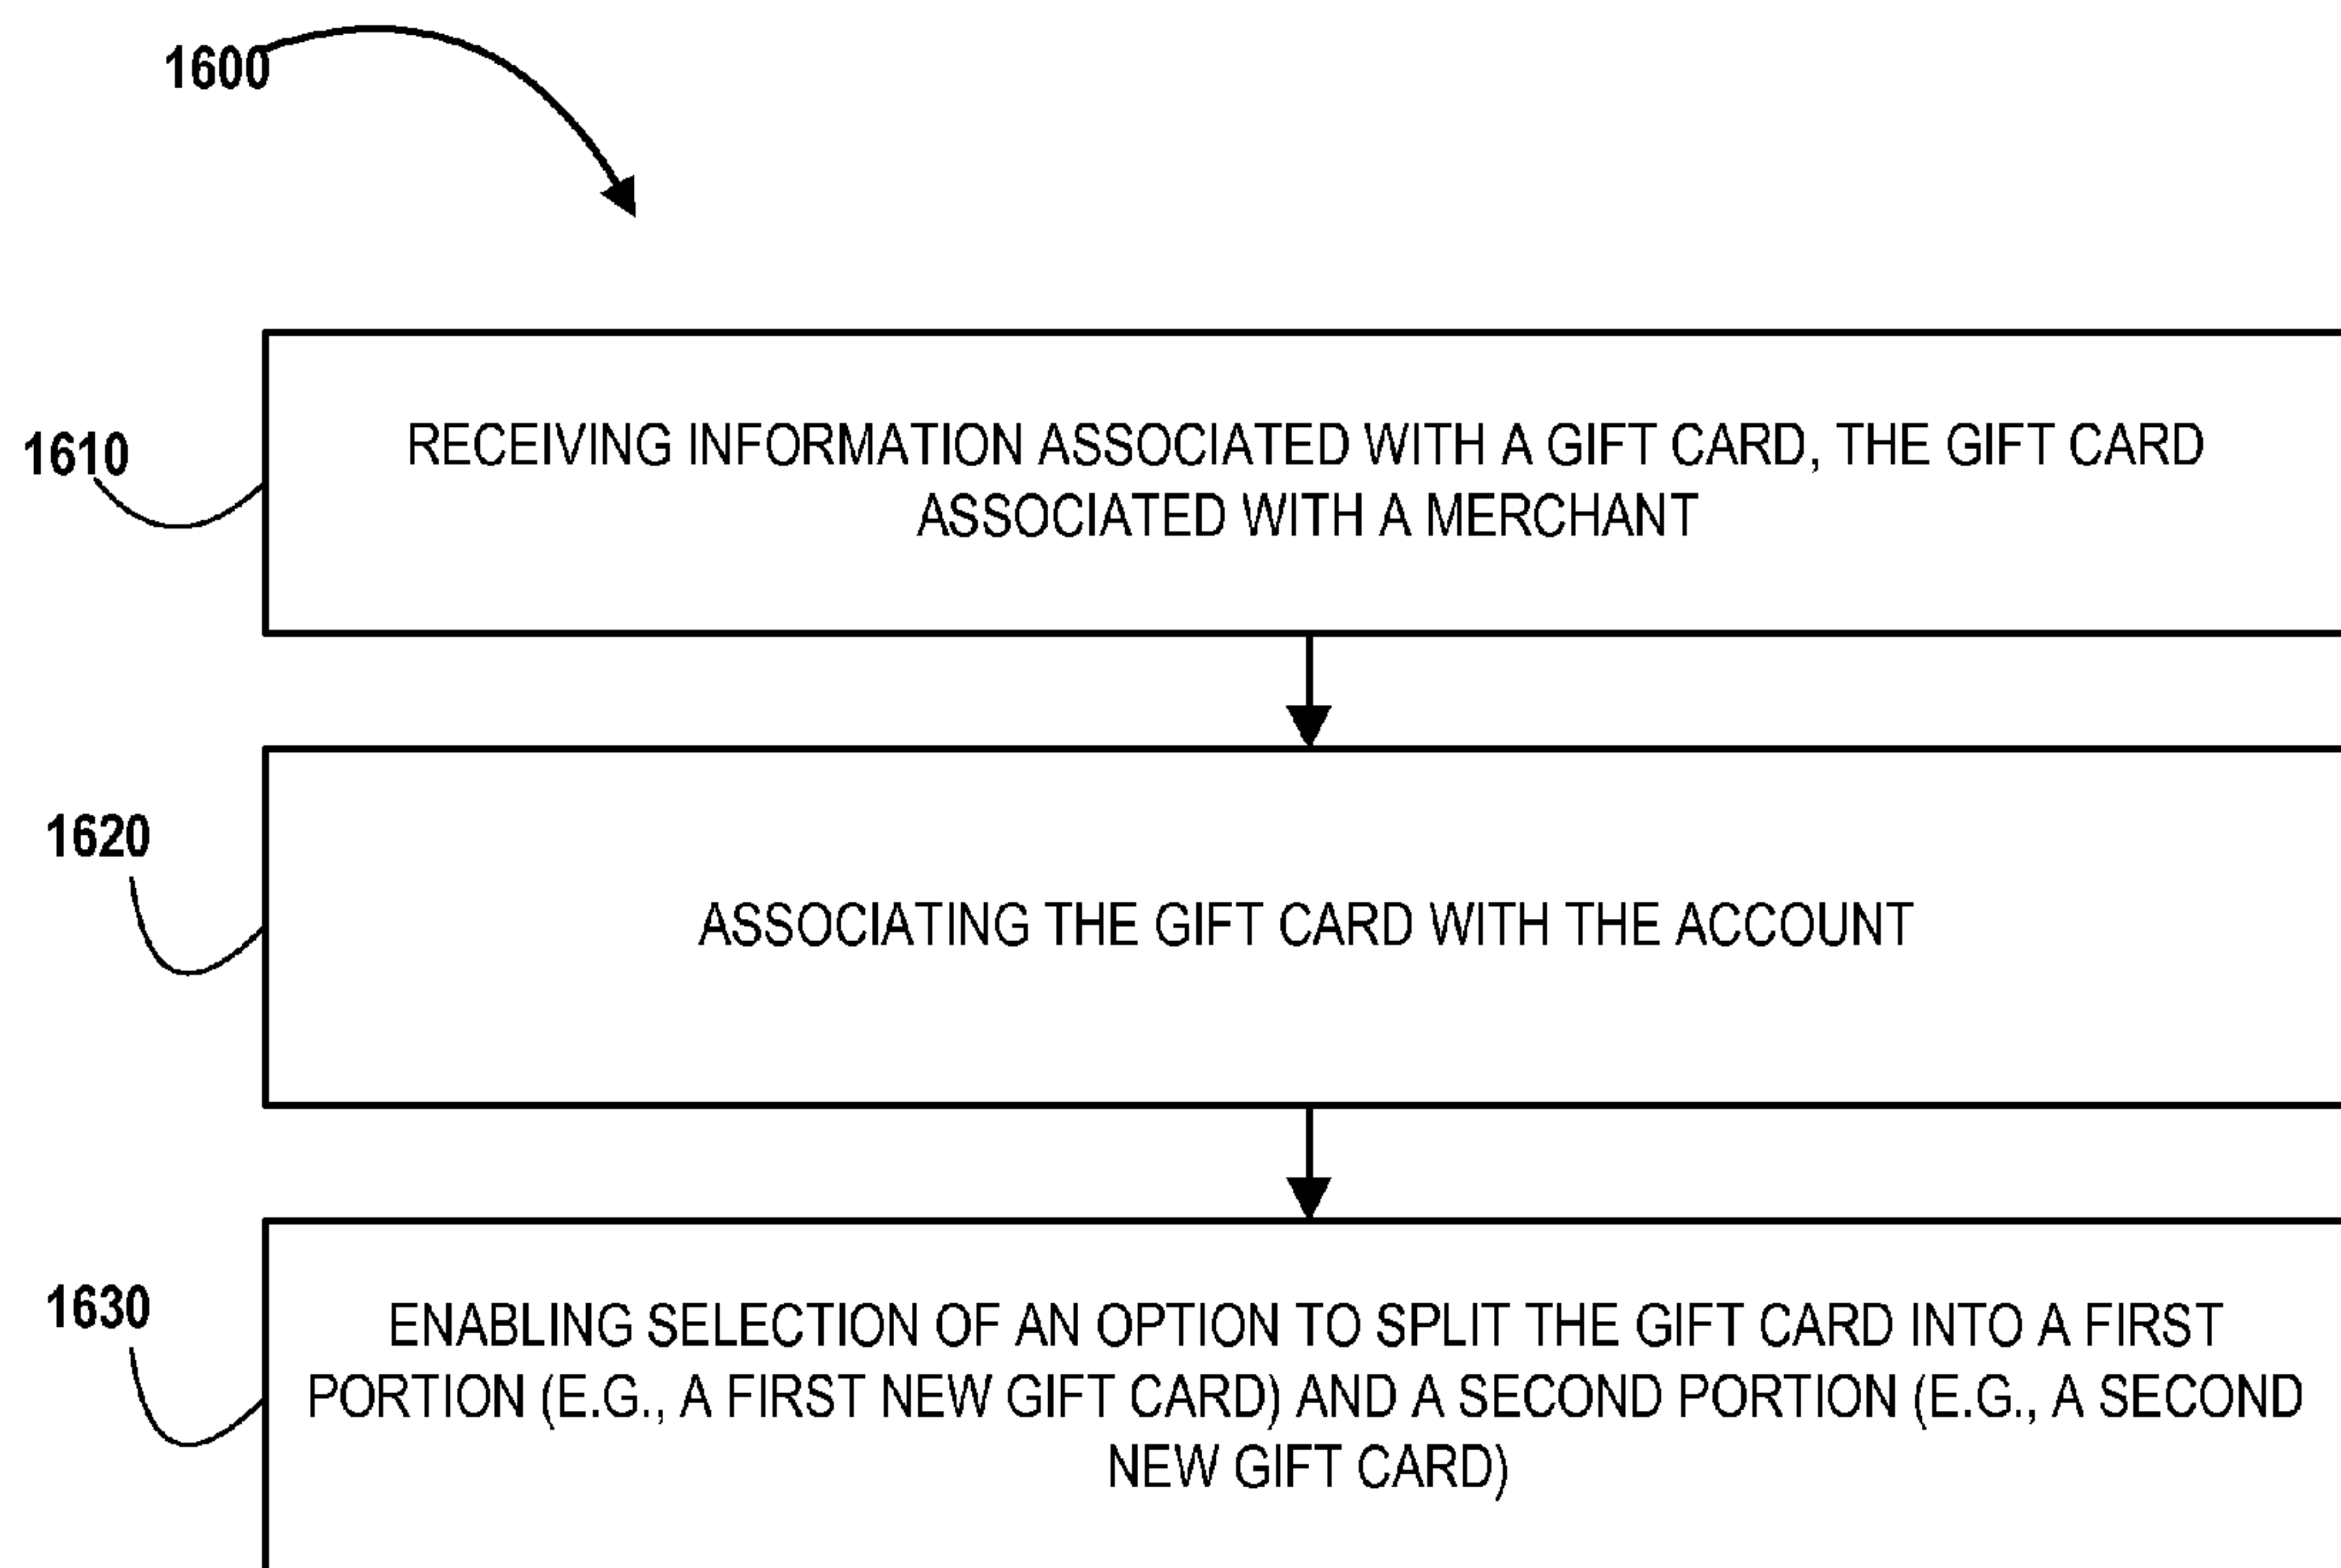 1600
1610
RECEIVING INFORMATION ASSOCIATED WITH A GIFT CARD, THE GIFT CARD
ASSOCIATED WITH A MERCHANT
1620
ASSOCIATING THE GIFT CARD WITH THE ACCOUNT
1630
ENABLING SELECTION OF AN OPTION TO SPLIT THE GIFT CARD INTO A FIRST
PORTION (E.G., A FIRST NEW GIFT CARD) AND A SECOND PORTION (E.G., A SECOND
NEW GIFT CARD)